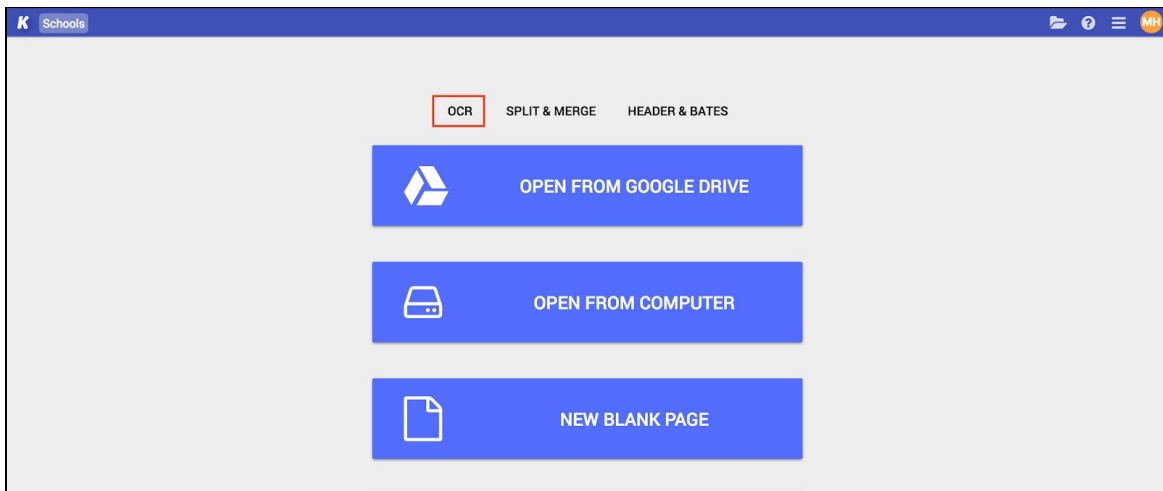 K Schools MH
OCR SPLIT & MERGE HEADER & BATES
OPEN FROM GOOGLE DRIVE
OPEN FROM COMPUTER
NEW BLANK PAGE